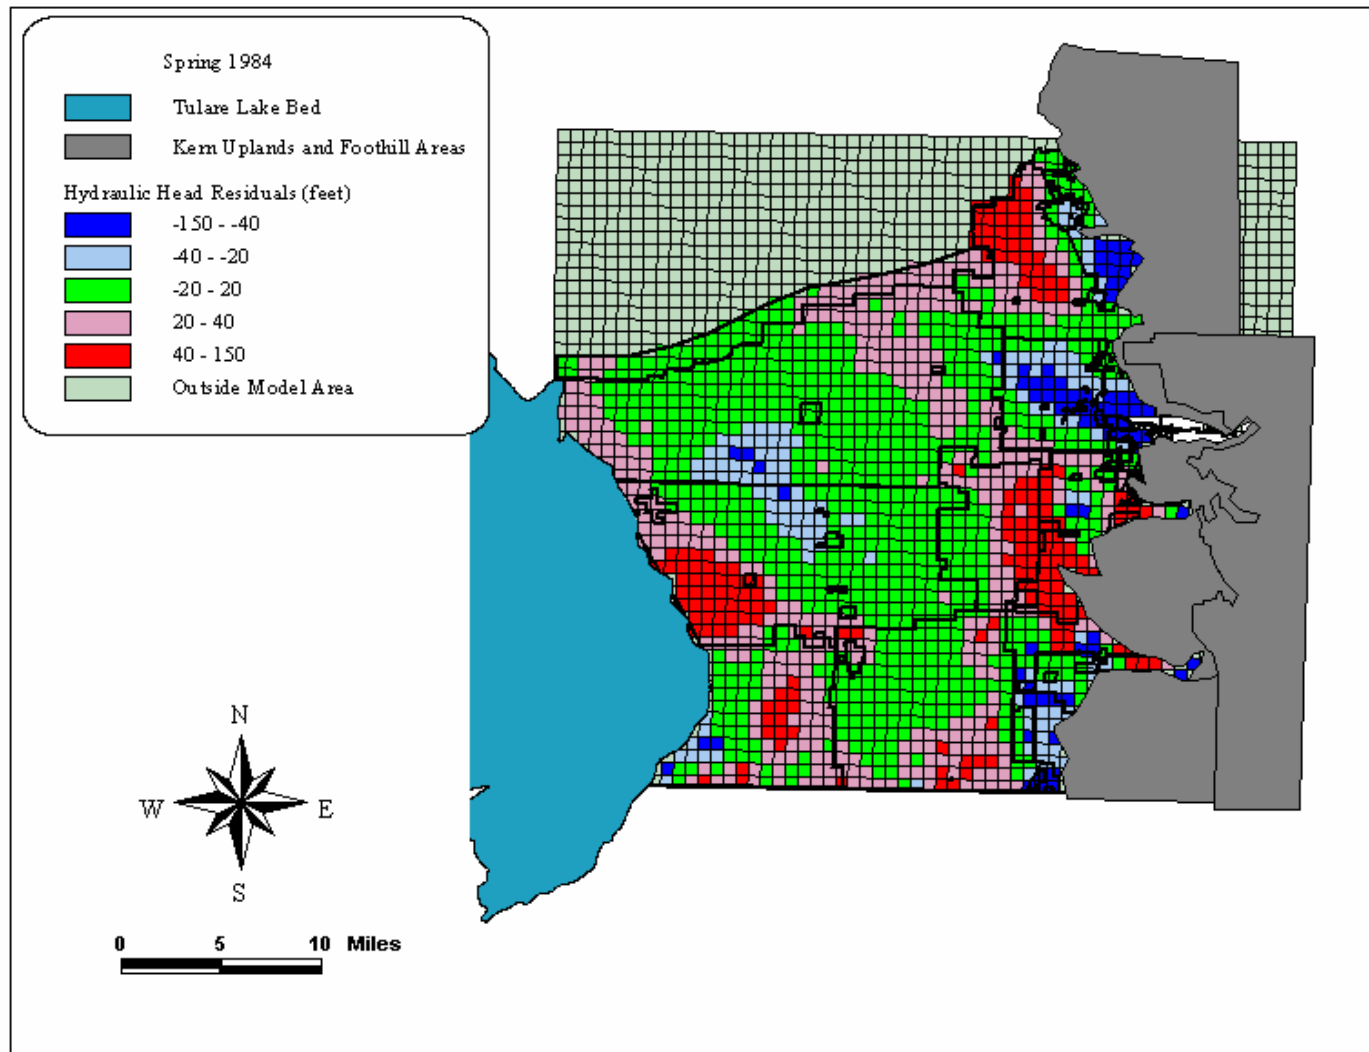 Spring 1984
Tulare Lake Bed
Kern Uplands and Foothill Areas
Hydraulic Head Residuals (feet)
-150 - -40
-40 - -20
-20 - 20
20 - 40
40 - 150
Outside Model Area
N
W E
S
0 5 10 Miles